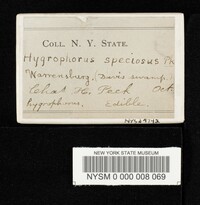 COLL. N. Y. STATE.
Hygrophorus speciosus Pk
Warrensburg, (Davis swamp.)
Chas H. Peck Oct
hygrophorus. Edible.
NEW YORK STATE MUSEUM
NYSM 0 000 008 069